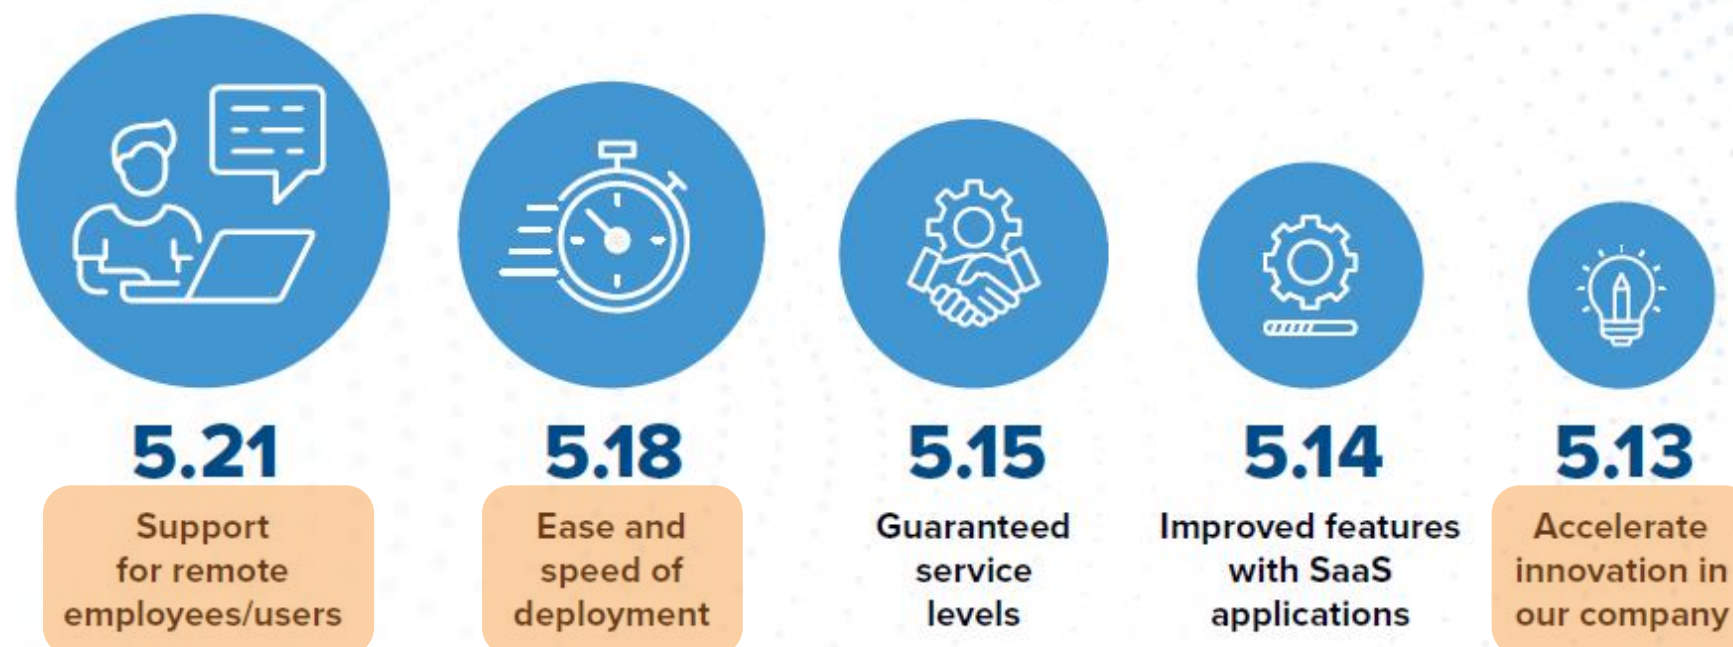 5.21
Support
for remote
employees/users
5.18
Ease and
speed of
deployment
5.15
Guaranteed
service
levels
5.14
Improved features
with SaaS
applications
5.13
Accelerate
innovation in
our company